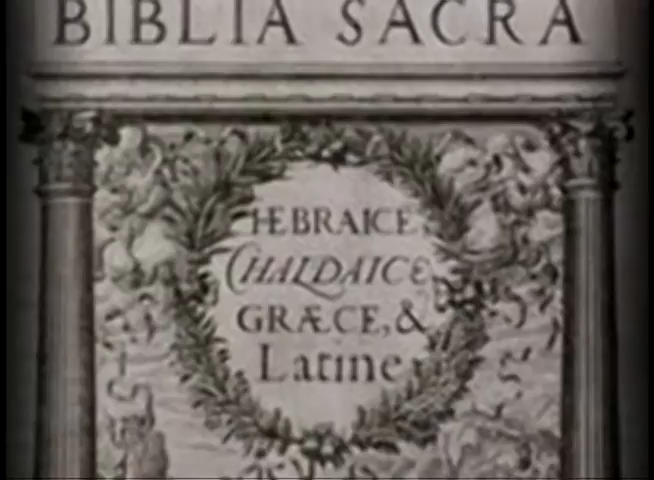 BIBLIA SACRA
HEBRAICE,
CHALDAICE,
GRÆCE, &
Latine